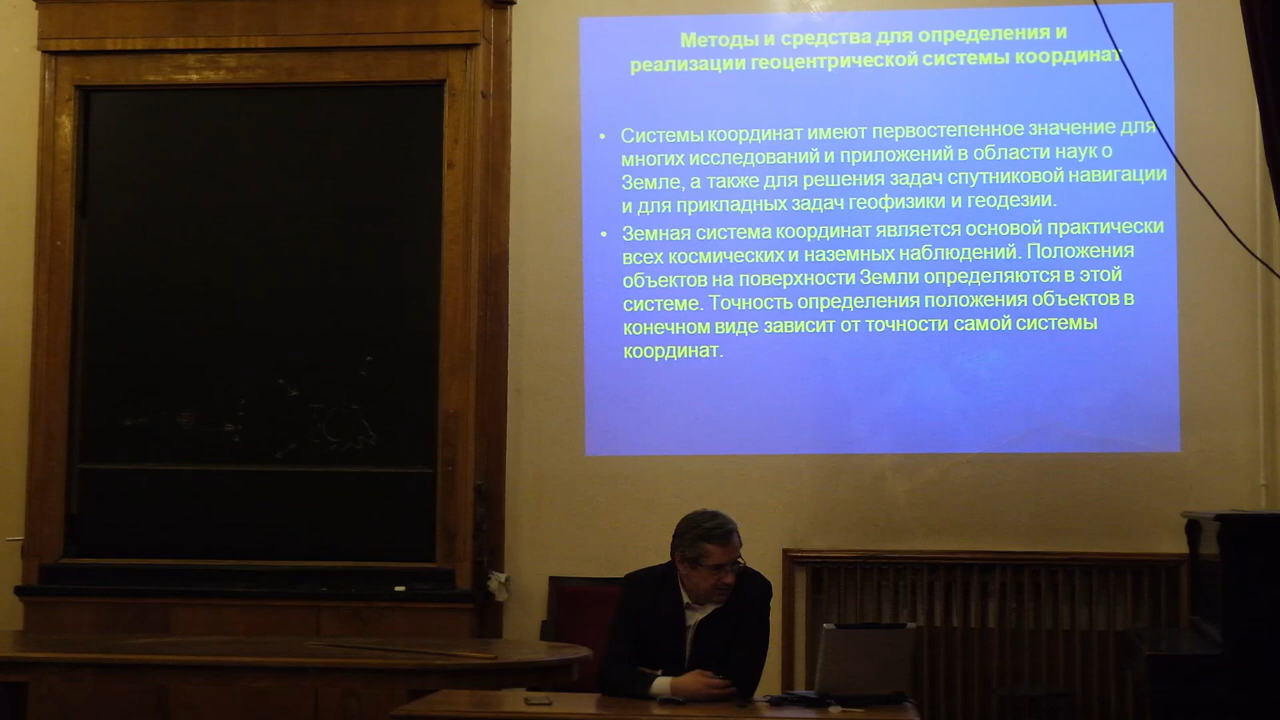 Методы и средства для определения и
реализации геоцентрической системы координат
• Системы координат имеют первостепенное значение для
многих исследований и приложений в области наук о
Земле, а также для решения задач спутниковой навигации
и для прикладных задач геофизики и геодезии.
• Земная система координат является основой практически
всех космических и наземных наблюдений. Положения
объектов на поверхности Земли определяются в этой
системе. Точность определения положения объектов в
конечном виде зависит от точности самой системы
координат.